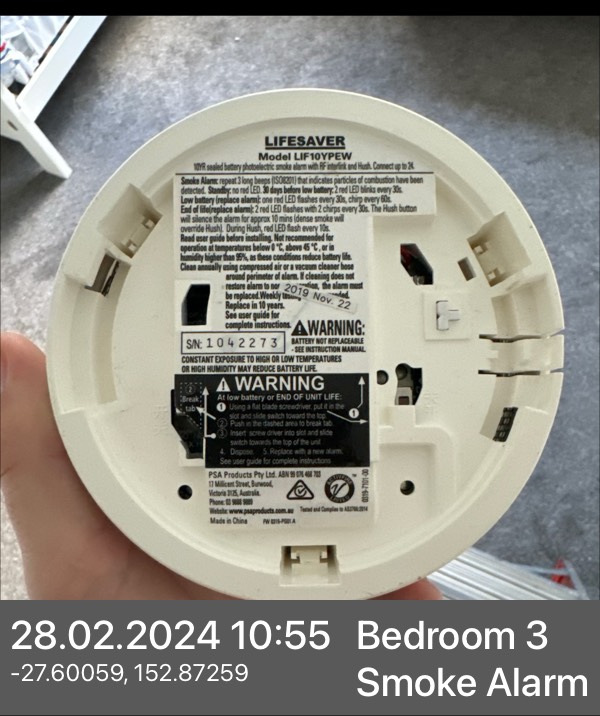 LIFESAVER
Model LIF10YPEW
10YR sealed battery photoelectric smoke alarm with RF interlink and Hush. Connect up to 24.
Smoke Alarm: repeat 3 long beeps (ISO8201) that indicates particles of combustion have been
detected. Standby: no red LED. 30 days before low battery: 2 red LED blinks every 30s.
Low battery (replace alarm): one red LED flashes every 30s, chirp every 60s.
End of life(replace alarm): 2 red LED flashes with 2 chirps every 30s. The Hush button
will silence the alarm for approx 10 mins (dense smoke will
override Hush). During Hush, red LED flash every 10s.
Read user guide before installing. Not recommended for
operation at temperatures below 0 °C, above 45 °C , or in
humidity higher than 95%, as these conditions reduce battery life.
Clean annually using compressed air or a vacuum cleaner hose
around perimeter of alarm. If cleaning does not
restore alarm to nor the alarm must
be replaced.Weekly
2019 Nov. 22
Replace in 10 years.
See user guide for
complete instructions.
WARNING:
BATTERY NOT REPLACEABLE
- SEE INSTRUCTION MANUAL
S/N: 1042273
CONSTANT EXPOSURE TO HIGH OR LOW TEMPERATURES
OR HIGH HUMIDITY MAY REDUCE BATTERY LIFE.
WARNING
At low battery or END OF UNIT LIFE:
Break
tab
1 Using a flat blade screwdriver, put it in the
slot and slide switch toward the top.
2 Push in the dashed area to break tab.
3 Insert screw driver into slot and slide
switch towards the top of the unit.
4. Dispose. 5. Replace with a new alarm.
See user guide for complete instructions
1
PSA Products Pty Ltd. ABN 99 076 468 703
17 Millicent Street, Burwood,
Victoria 3125, Australia.
Phone: 03 9888 9889
Website: www.psaproducts.com.au
Made in China
Tested and Complies to AS3786:2014
28.02.2024 10:55
-27.60059, 152.87259
Bedroom 3
Smoke Alarm